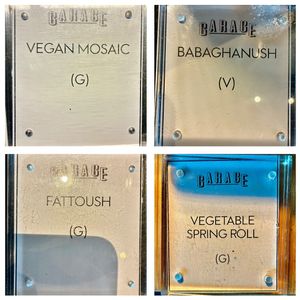 GARAGE
VEGAN MOSAIC
(G)
GARAGE
BABAGHANUSH
(V)
GARAGE
FATTOUSH
(G)
GARAGE
VEGETABLE
SPRING ROLL
(G)